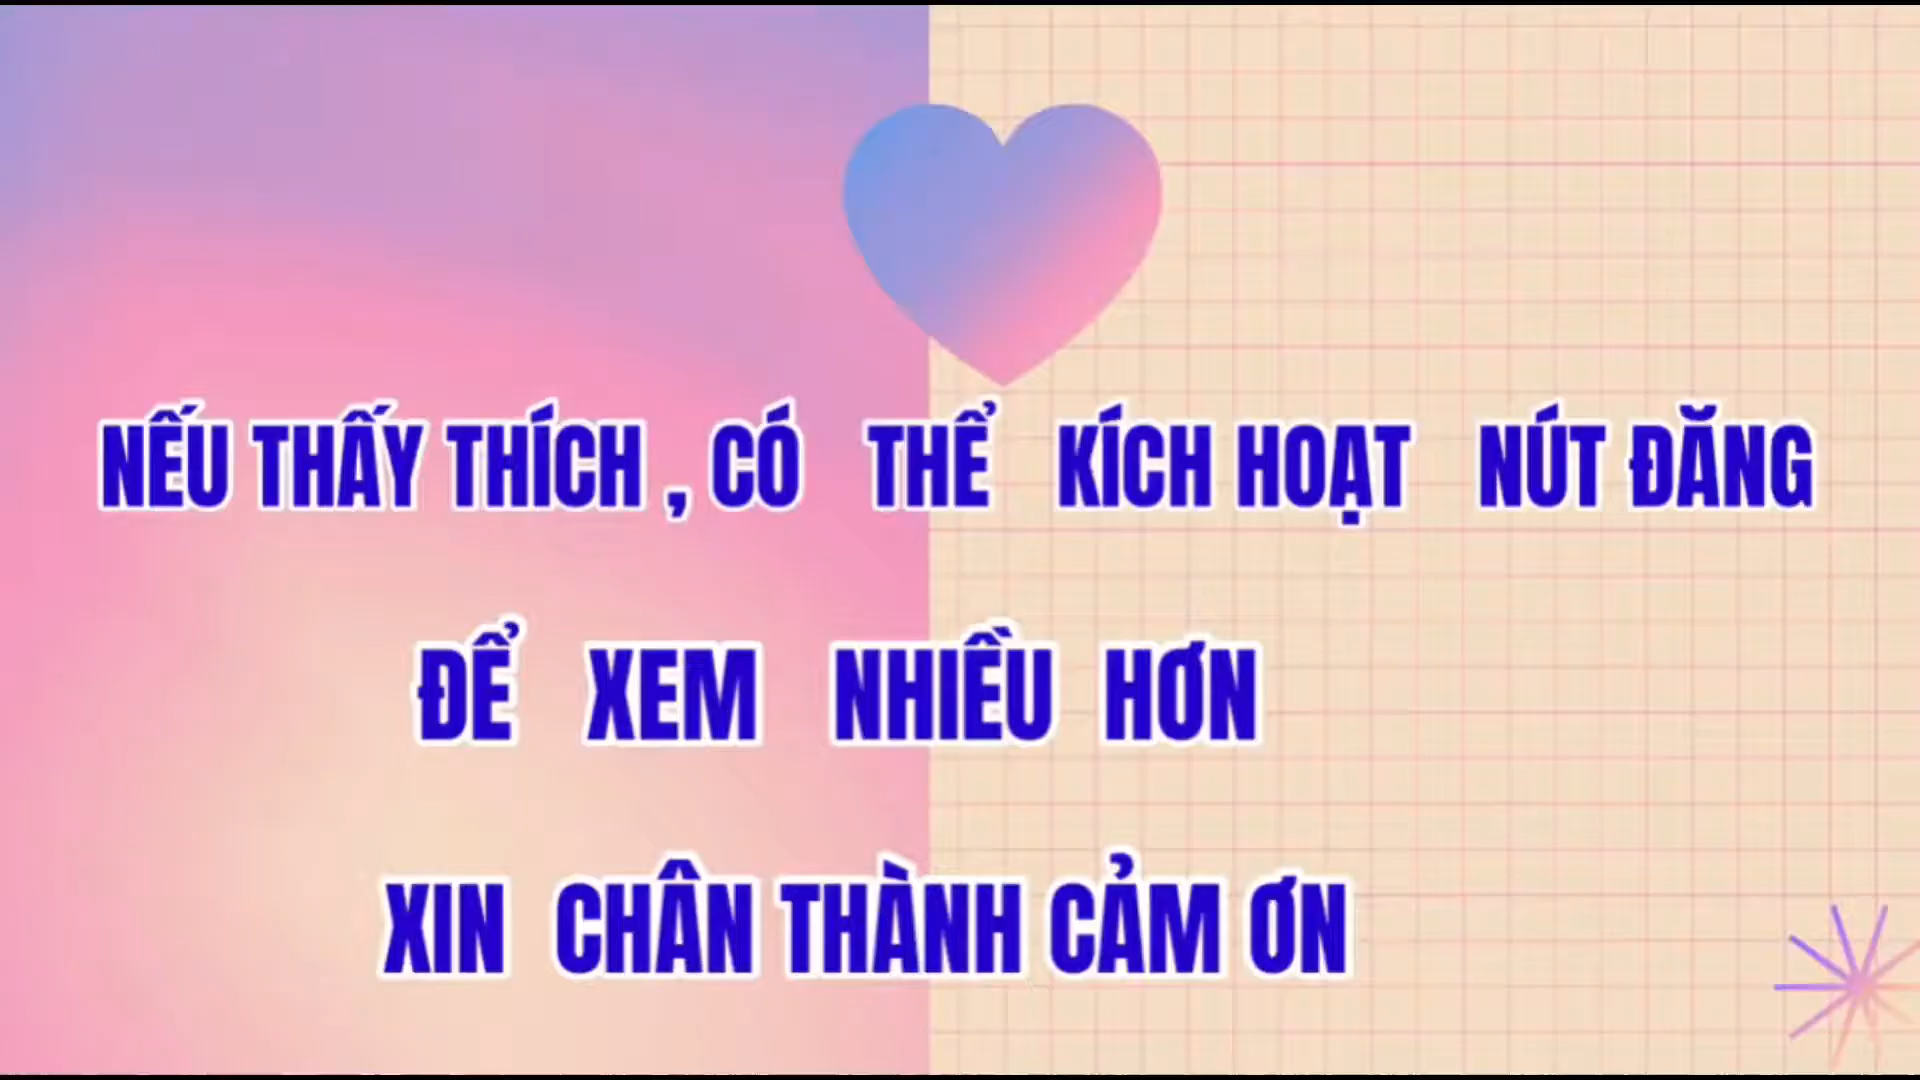 NẾU THẤY THÍCH , CÓ THỂ KÍCH HOẠT NÚT ĐĂNG
ĐỂ XEM NHIỀU HƠN
XIN CHÂN THÀNH CẢM ƠN